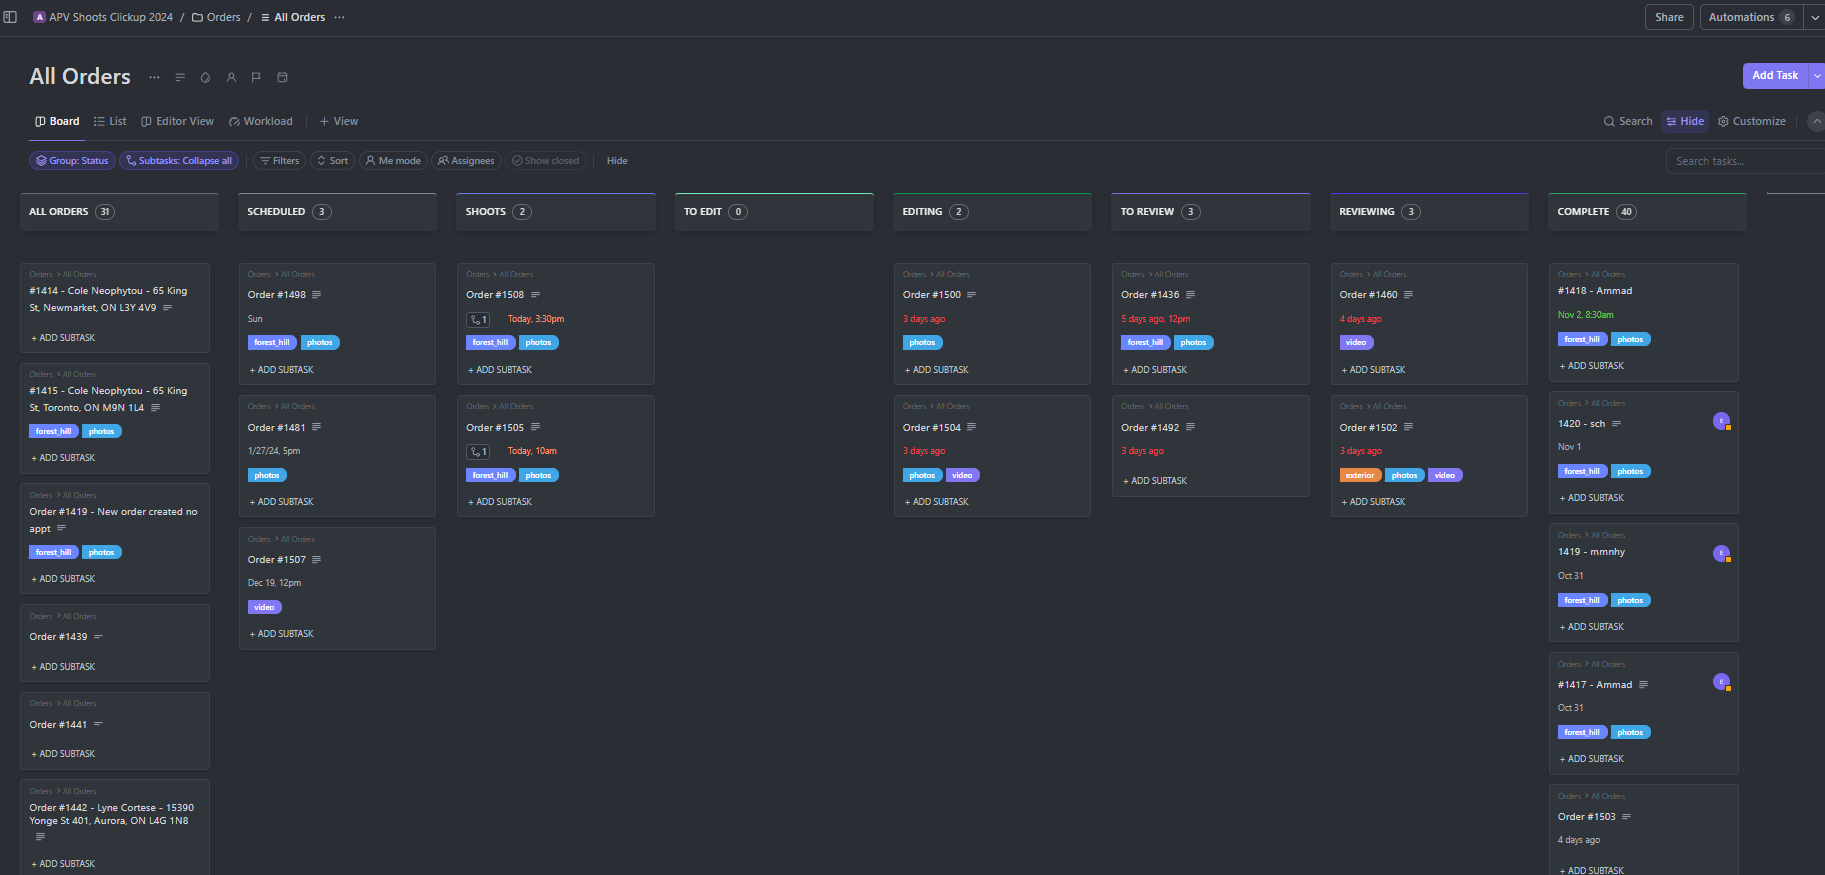 A APV Shoots Clickup 2024 / Orders / All Orders ...
Share
Automations 6
All Orders ...
Add Task
Board
List
Editor View
Workload
+ View
Search
Hide
Customize
Group: Status
Subtasks: Collapse all
Filters
Sort
Me mode
Assignees
Show closed
Hide
Search tasks...
ALL ORDERS 31
Orders > All Orders
#1414 - Cole Neophytou - 65 King
St, Newmarket, ON L3Y 4V9
+ ADD SUBTASK
Orders > All Orders
#1415 - Cole Neophytou - 65 King
St, Toronto, ON M9N 1L4
forest_hill photos
+ ADD SUBTASK
Orders > All Orders
Order #1419 - New order created no
appt
forest_hill photos
+ ADD SUBTASK
Orders > All Orders
Order #1439
+ ADD SUBTASK
Orders > All Orders
Order #1441
+ ADD SUBTASK
Orders > All Orders
Order #1442 - Lyne Cortese - 15390
Yonge St 401, Aurora, ON L4G 1N8
+ ADD SUBTASK
SCHEDULED 3
Orders > All Orders
Order #1498
Sun
forest_hill photos
+ ADD SUBTASK
Orders > All Orders
Order #1481
1/27/24, 5pm
photos
+ ADD SUBTASK
Orders > All Orders
Order #1507
Dec 19, 12pm
video
+ ADD SUBTASK
SHOOTS 2
Orders > All Orders
Order #1508
1 Today, 3:30pm
forest_hill photos
+ ADD SUBTASK
Orders > All Orders
Order #1505
1 Today, 10am
forest_hill photos
+ ADD SUBTASK
TO EDIT 0
EDITING 2
Orders > All Orders
Order #1500
3 days ago
photos
+ ADD SUBTASK
Orders > All Orders
Order #1504
3 days ago
photos video
+ ADD SUBTASK
TO REVIEW 3
Orders > All Orders
Order #1436
5 days ago, 12pm
forest_hill photos
+ ADD SUBTASK
Orders > All Orders
Order #1492
3 days ago
+ ADD SUBTASK
REVIEWING 3
Orders > All Orders
Order #1460
4 days ago
video
+ ADD SUBTASK
Orders > All Orders
Order #1502
3 days ago
exterior photos video
+ ADD SUBTASK
COMPLETE 40
Orders > All Orders
#1418 - Ammad
Nov 2, 8:30am
forest_hill photos
+ ADD SUBTASK
Orders > All Orders
1420 - sch
E
Nov 1
forest_hill photos
+ ADD SUBTASK
Orders > All Orders
1419 - mmnhy
E
Oct 31
forest_hill photos
+ ADD SUBTASK
Orders > All Orders
#1417 - Ammad
E
Oct 31
forest_hill photos
+ ADD SUBTASK
Orders > All Orders
Order #1503
4 days ago
+ ADD SUBTASK